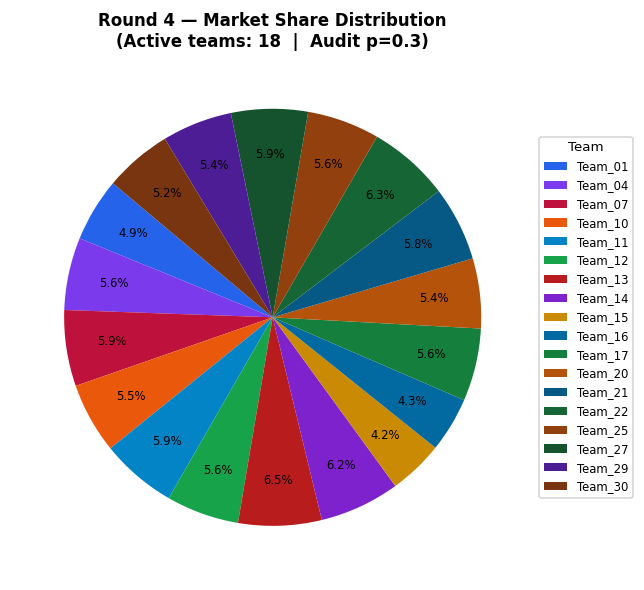 Round 4 — Market Share Distribution
(Active teams: 18 | Audit p=0.3)
5.9%
5.6%
5.4%
6.3%
5.2%
4.9%
5.8%
5.6%
5.4%
5.9%
5.6%
5.5%
4.3%
5.9%
4.2%
5.6%
6.5%
6.2%
Team
Team_01
Team_04
Team_07
Team_10
Team_11
Team_12
Team_13
Team_14
Team_15
Team_16
Team_17
Team_20
Team_21
Team_22
Team_25
Team_27
Team_29
Team_30